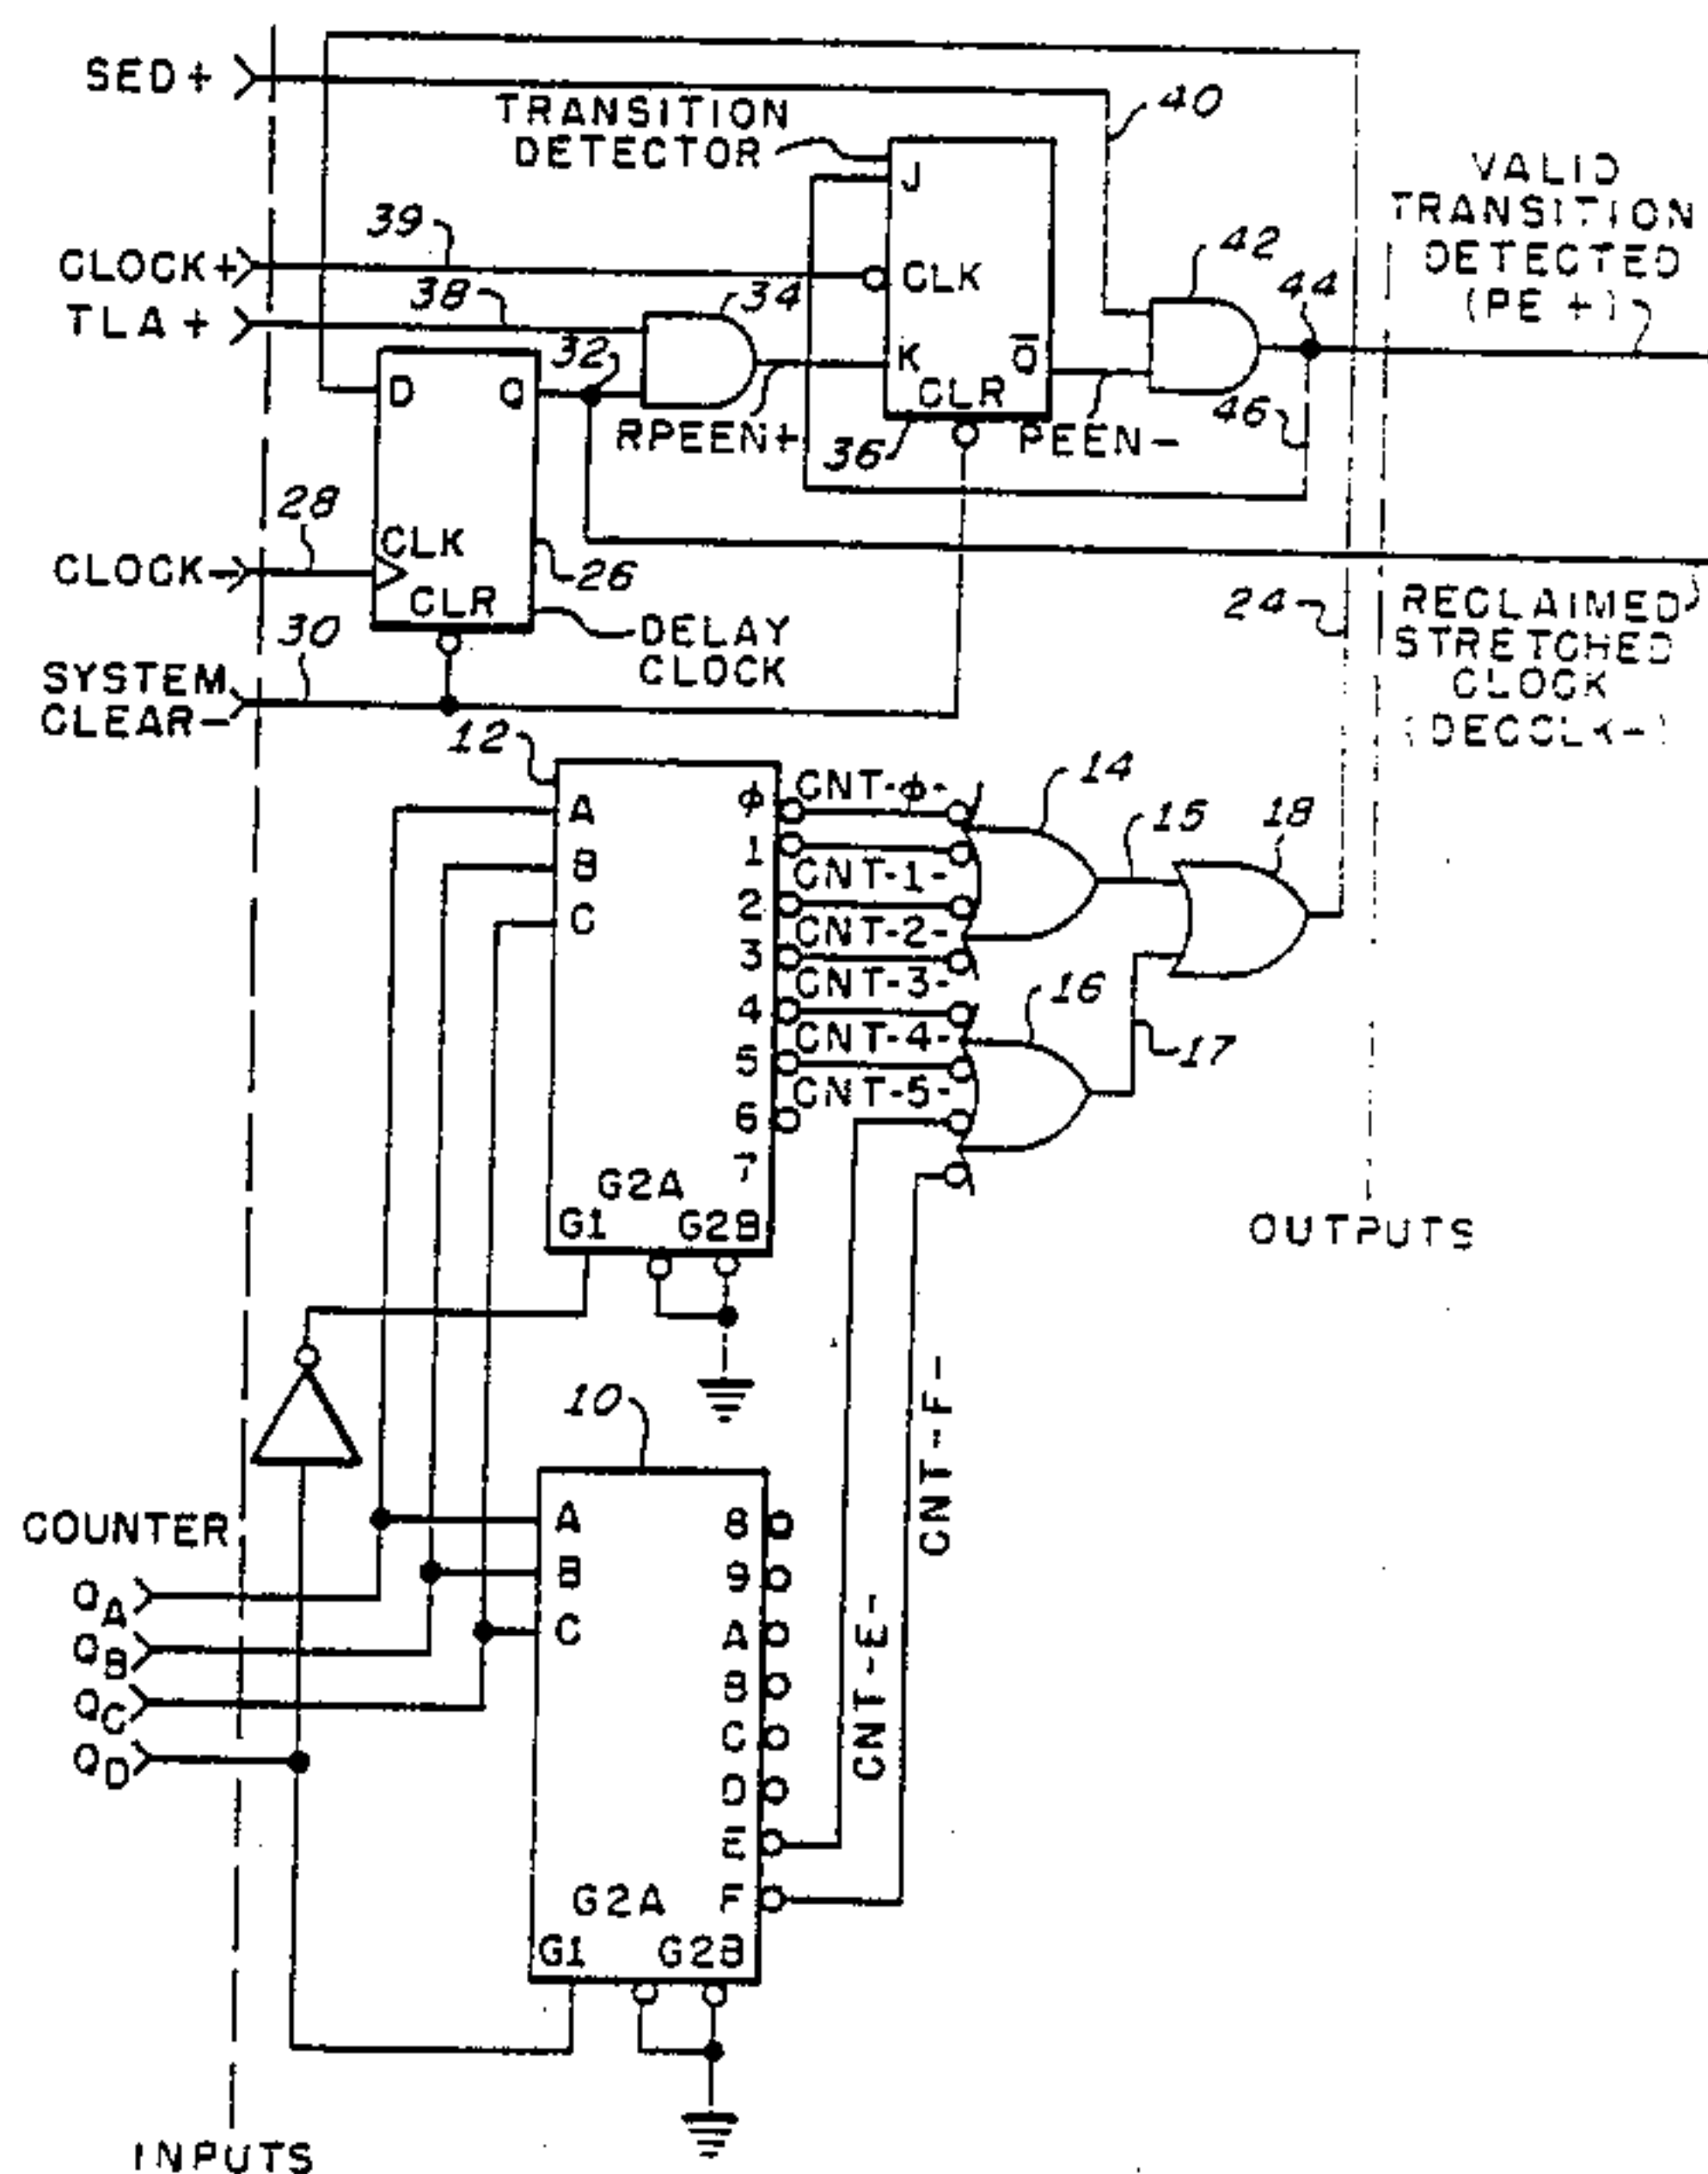 SED+
TRANSITION
DETECTOR
40
J
VALID
TRANSITION
DETECTED
(PE +)
39
CLOCK+
CLK
42
44
38
34
TLA +
32
K
Q
CLR
D
Q
RPEEN+
36
PEEN-
46
28
CLK
CLOCK-
26
CLR
24
RECLAIMED
STRETCHED
CLOCK
(DECCLK-)
30
DELAY
CLOCK
SYSTEM
CLEAR-
12
A
B
C
ϕ
1
2
3
4
5
6
7
CNT-ϕ-
CNT-1-
CNT-2-
CNT-3-
CNT-4-
CNT-5-
14
15
18
16
17
G2A
G1
G2B
OUTPUTS
10
CNT-F-
CNT-E-
COUNTER
QA
QB
QC
QD
A
B
C
8
9
A
B
C
D
E
F
G2A
G1
G2B
INPUTS